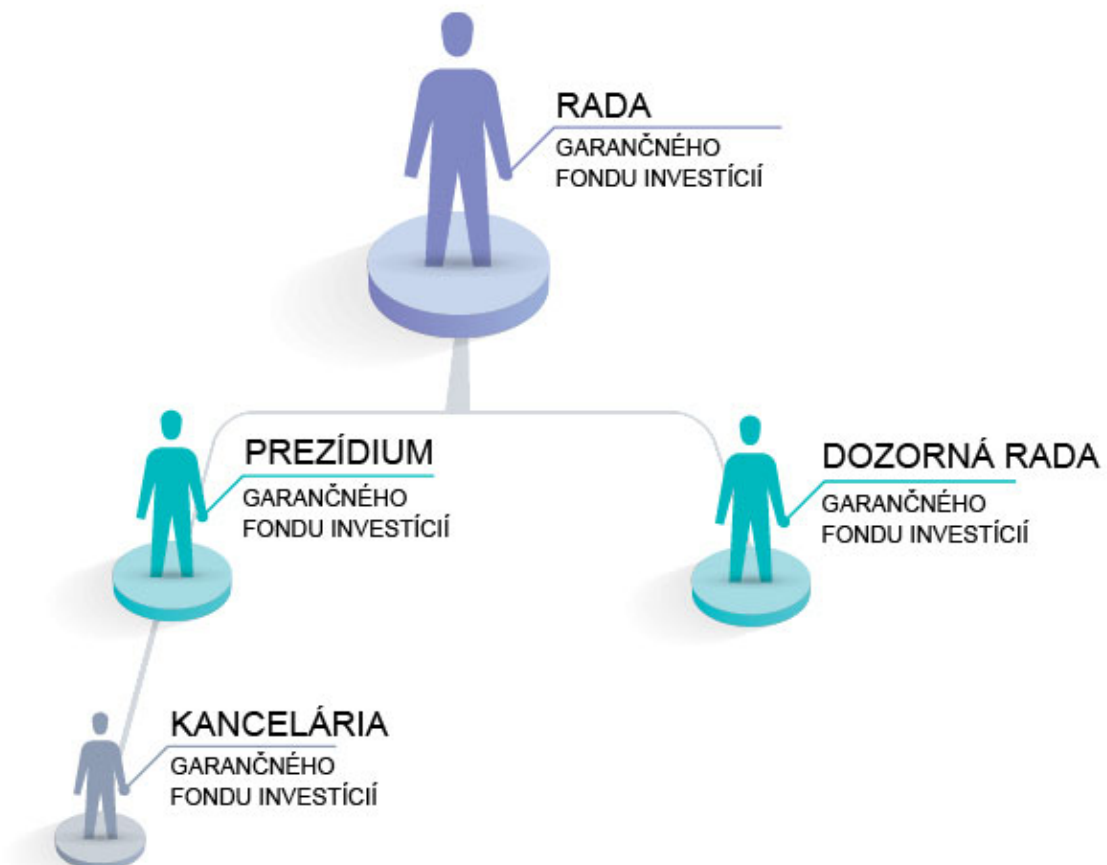 RADA
GARANČNÉHO
FONDU INVESTÍCIÍ
PREZÍDIUM
GARANČNÉHO
FONDU INVESTÍCIÍ
DOZORNÁ RADA
GARANČNÉHO
FONDU INVESTÍCIÍ
KANCELÁRIA
GARANČNÉHO
FONDU INVESTÍCIÍ